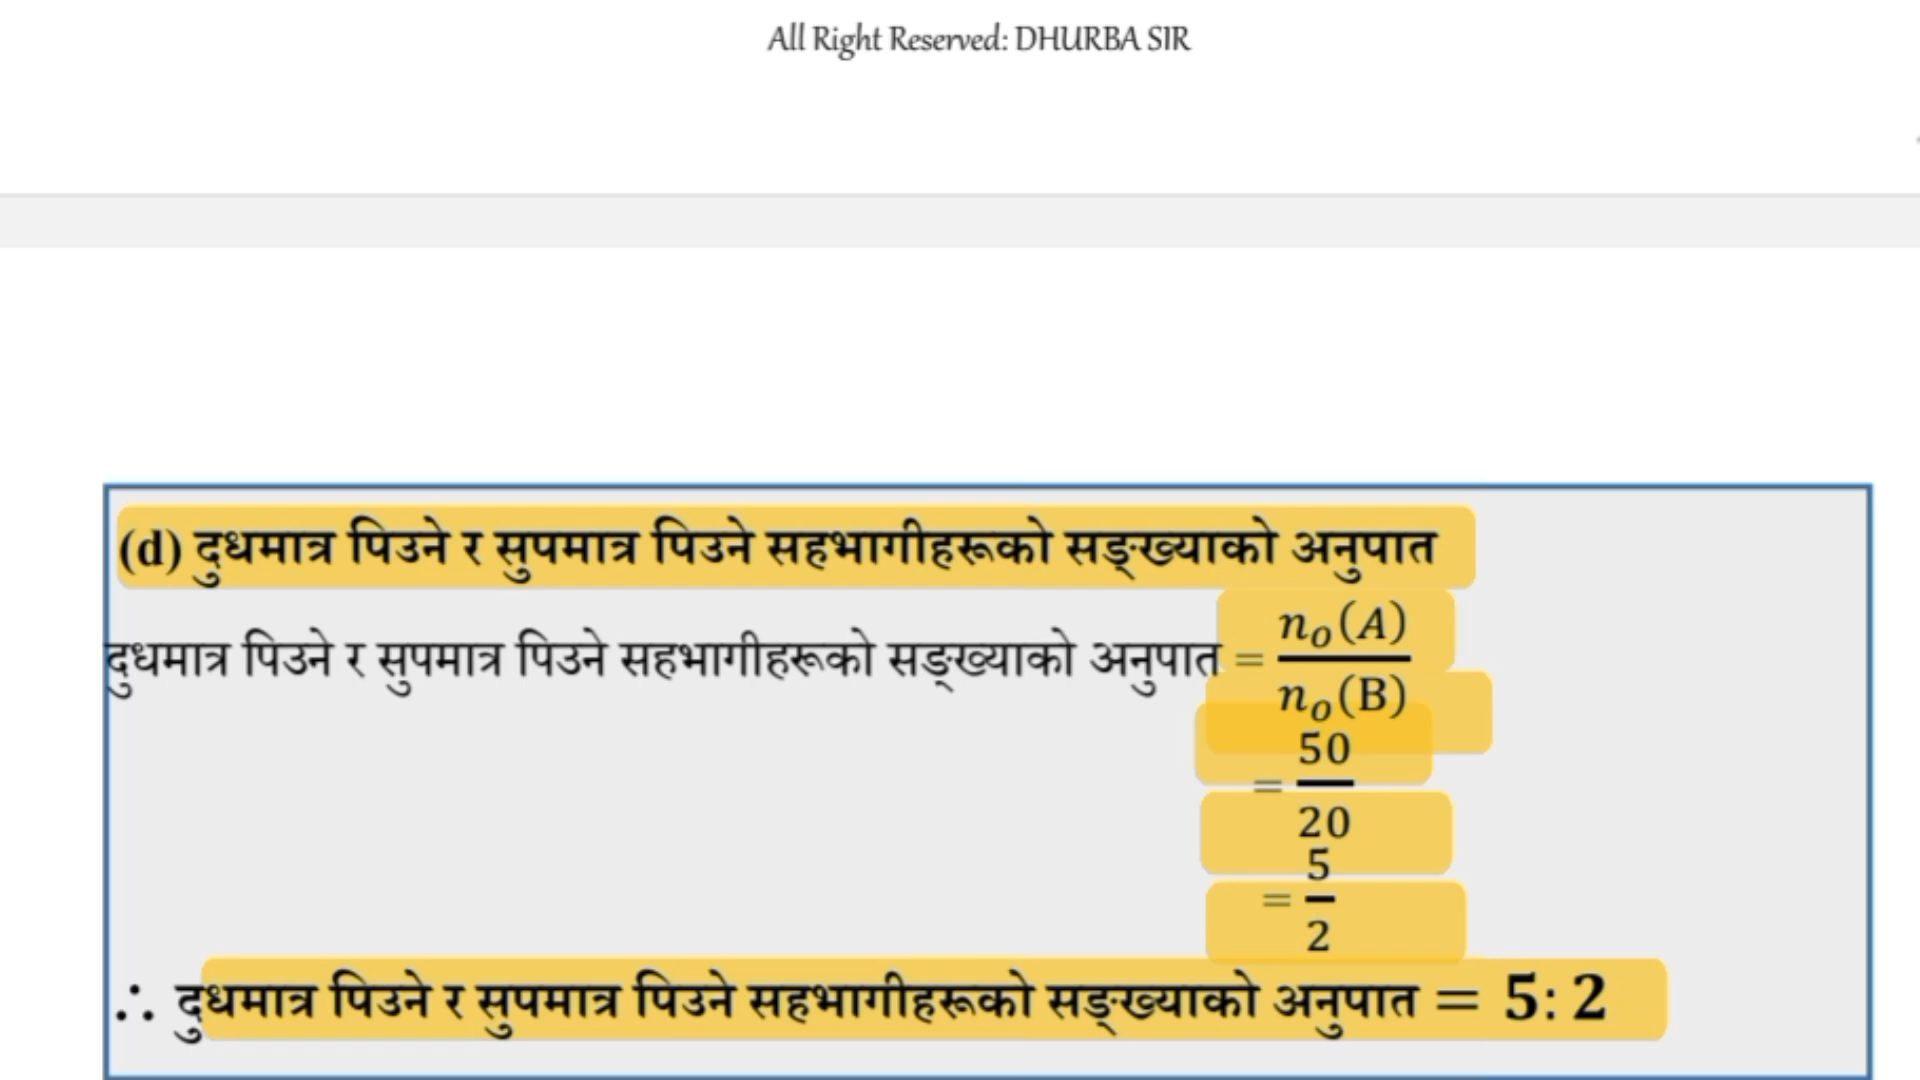 All Right Reserved: DHURBA SIR
(d) दुधमात्र पिउने र सुपमात्र पिउने सहभागीहरूको सङ्ख्याको अनुपात
दुधमात्र पिउने र सुपमात्र पिउने सहभागीहरूको सङ्ख्याको अनुपात = n₀(A) / n₀(B)
= 50 / 20
= 5 / 2
∴ दुधमात्र पिउने र सुपमात्र पिउने सहभागीहरूको सङ्ख्याको अनुपात = 5: 2